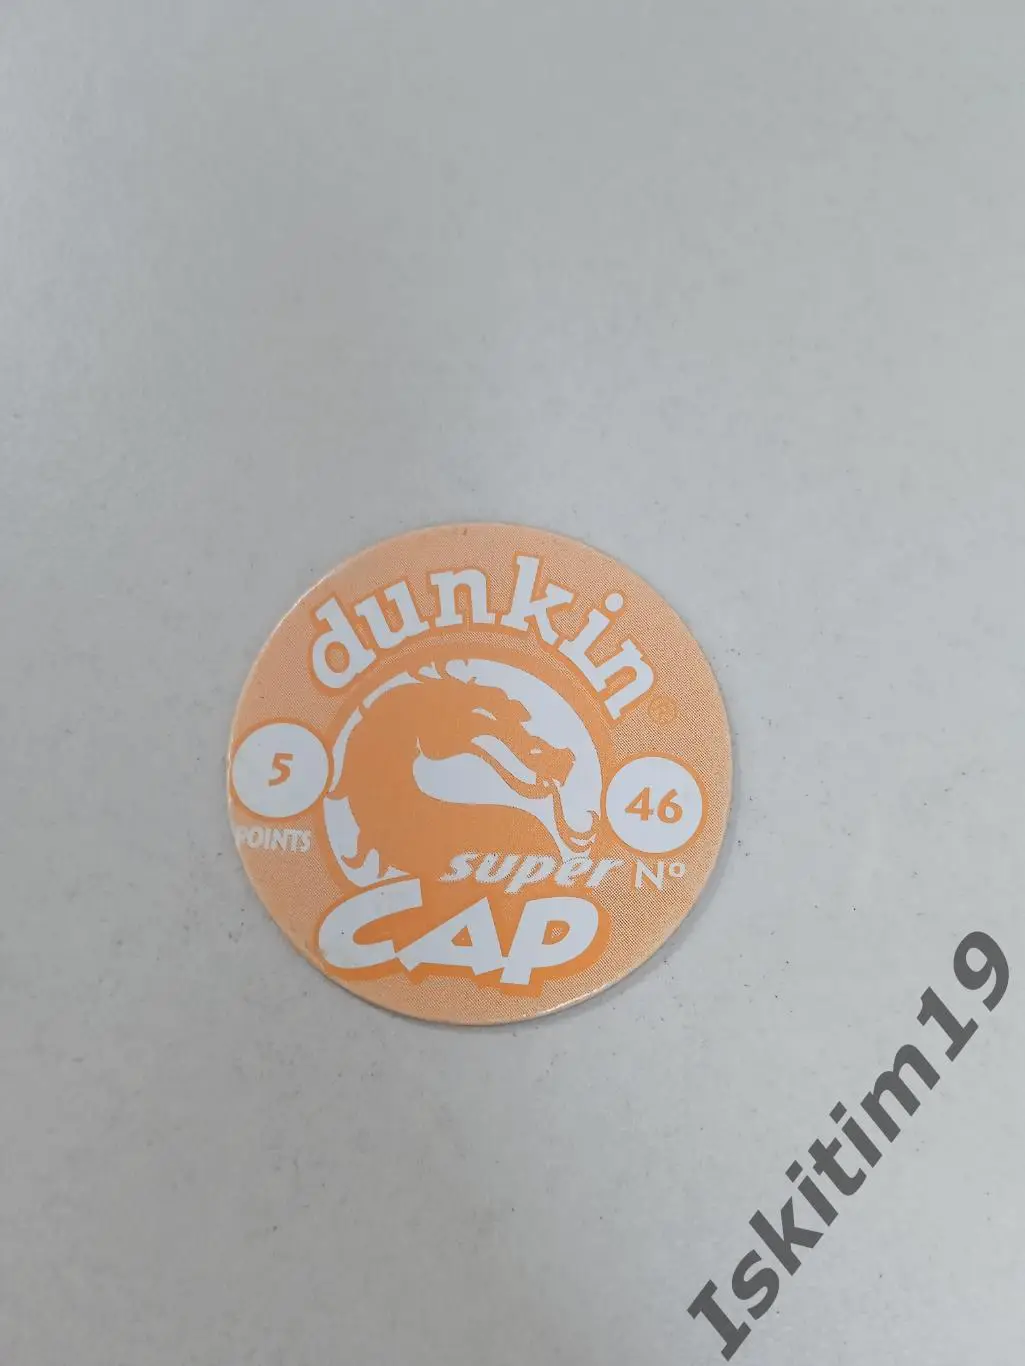 dunkin®
5
POINTS
46
Nº
super
CAP
Iskitim19